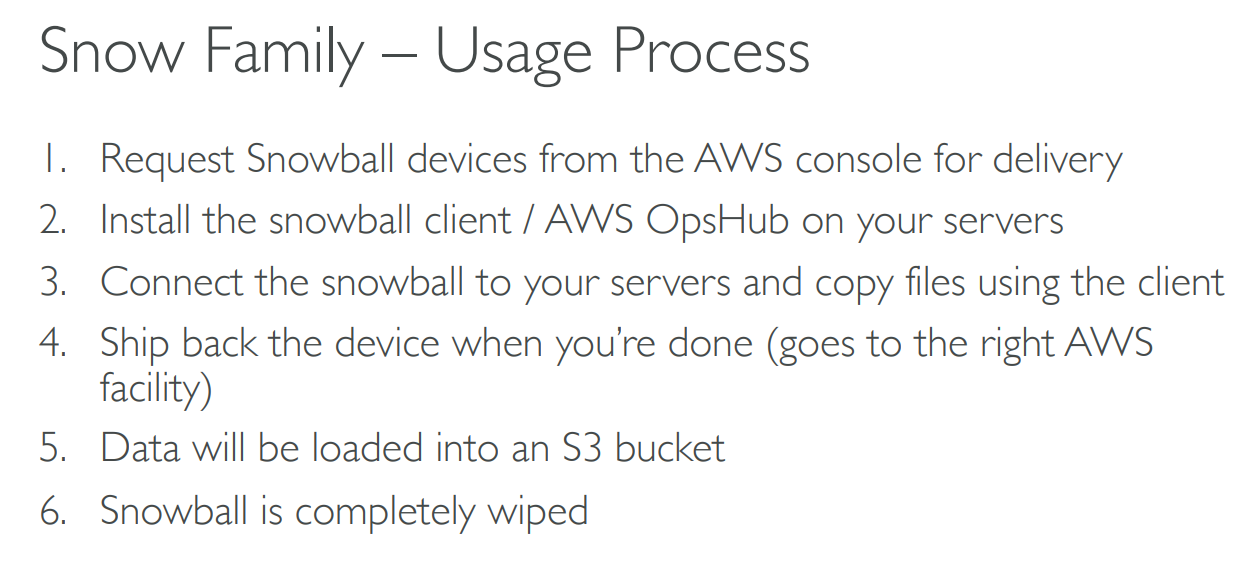 Snow Family – Usage Process
1. Request Snowball devices from the AWS console for delivery
2. Install the snowball client / AWS OpsHub on your servers
3. Connect the snowball to your servers and copy files using the client
4. Ship back the device when you’re done (goes to the right AWS
facility)
5. Data will be loaded into an S3 bucket
6. Snowball is completely wiped